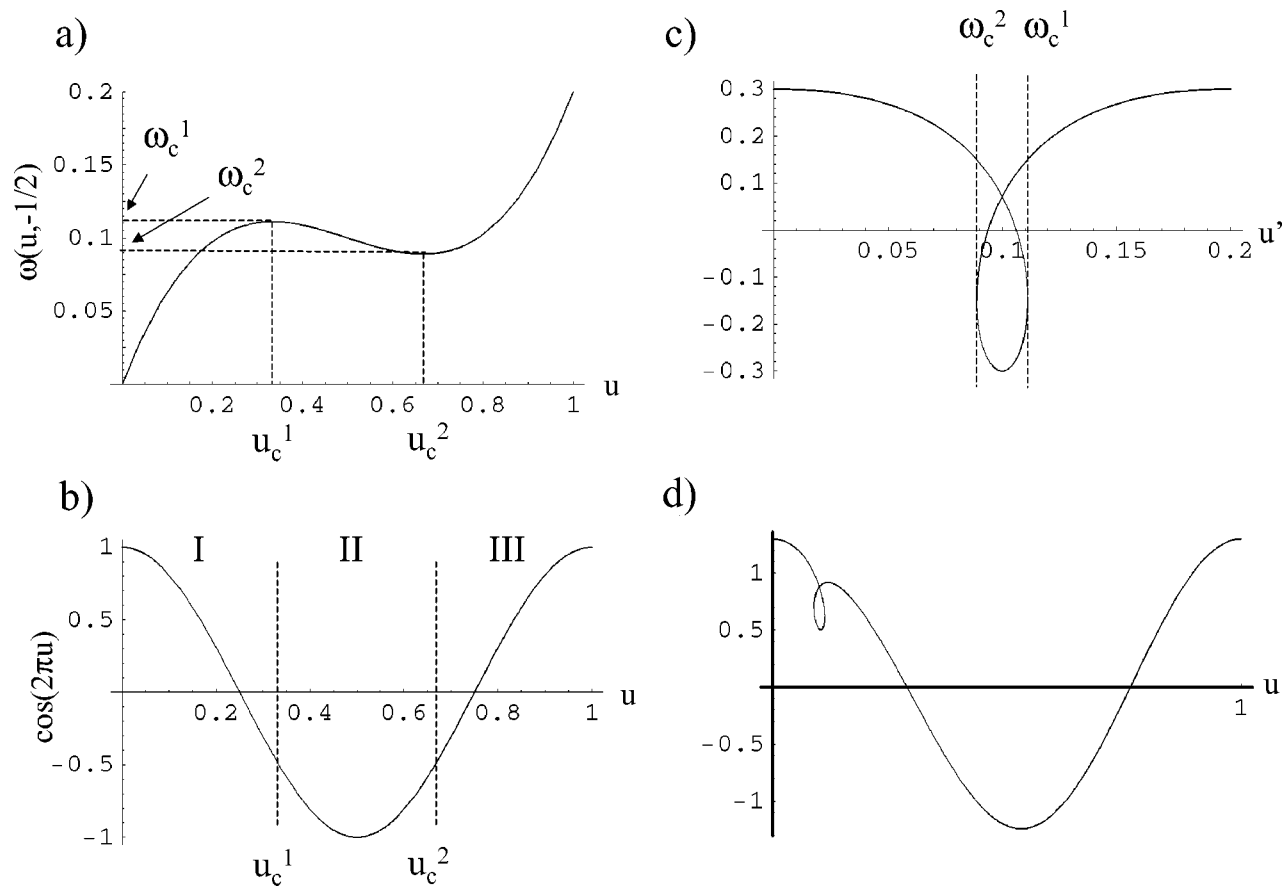 a)
ω(u,-1/2)
0.2
0.15
0.1
0.05
ω_c^1
ω_c^2
0.2 0.4 0.6 0.8 1 u
u_c^1 u_c^2
b)
cos(2πu)
I II III
1
0.5
-0.5
-1
0.2 0.4 0.6 0.8 1 u
u_c^1 u_c^2
c)
ω_c^2 ω_c^1
0.3
0.2
0.1
-0.1
-0.2
-0.3
0.05 0.1 0.15 0.2 u’
d)
1
0.5
-0.5
-1
1 u